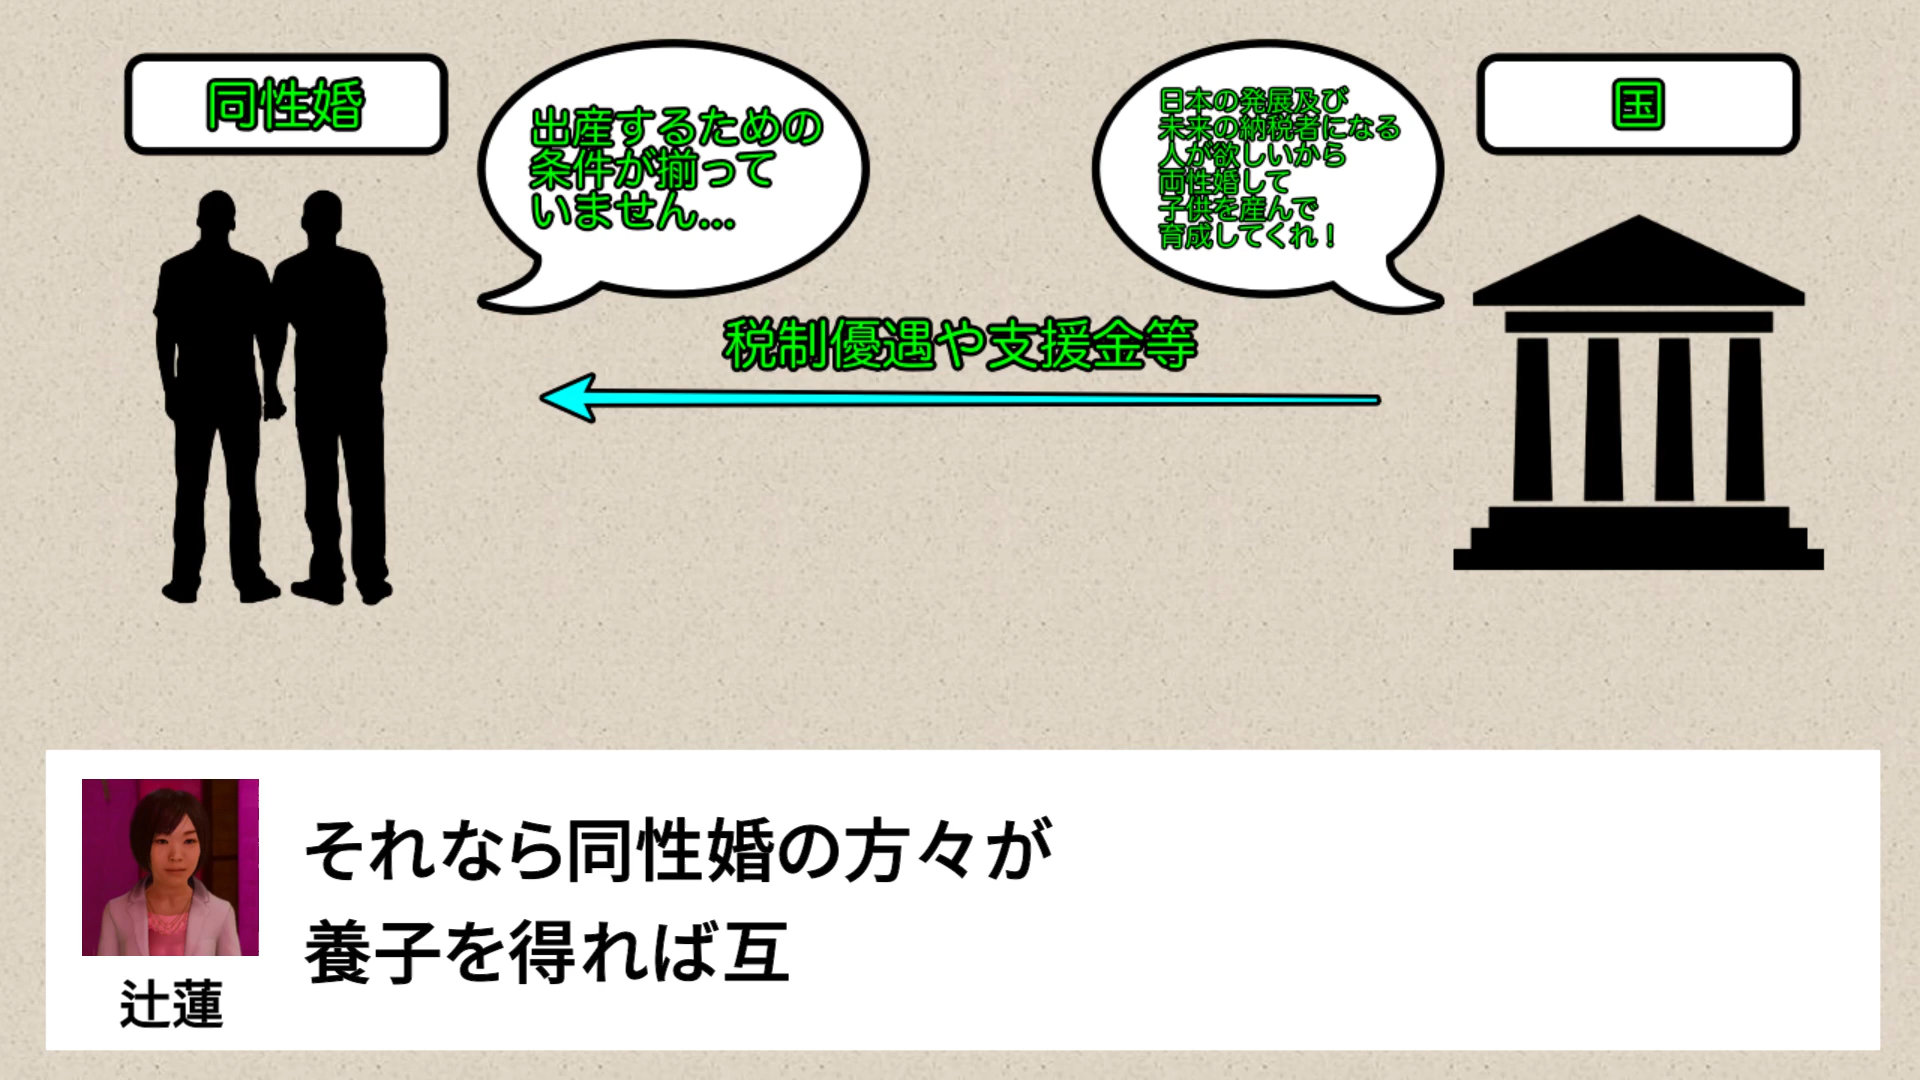 同性婚
出産するための
条件が揃って
いません...
日本の発展及び
未来の納税者になる
人が欲しいから
両性婚して
子供を産んで
育成してくれ！
国
税制優遇や支援金等
それなら同性婚の方々が
養子を得れば互
辻蓮